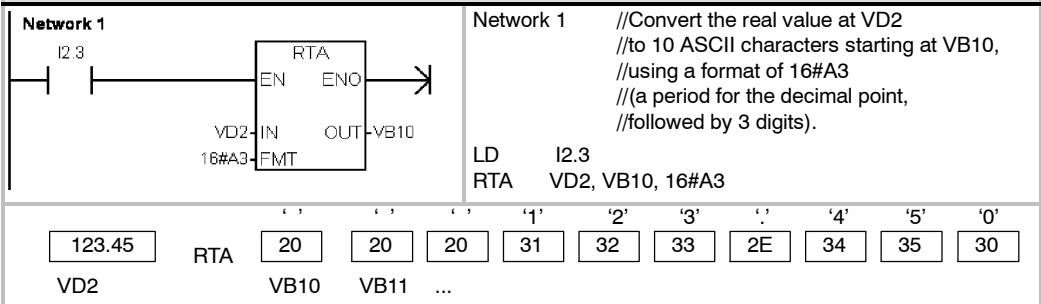 Network 1
I2.3
RTA
EN ENO
VD2 IN OUT VB10
16#A3 FMT
Network 1 //Convert the real value at VD2
//to 10 ASCII characters starting at VB10,
//using a format of 16#A3
//(a period for the decimal point,
//followed by 3 digits).
LD I2.3
RTA VD2, VB10, 16#A3
‘ ’ ‘ ’ ‘ ’ ‘1’ ‘2’ ‘3’ ‘.’ ‘4’ ‘5’ ‘0’
123.45 RTA 20 20 20 31 32 33 2E 34 35 30
VD2 VB10 VB11 ...